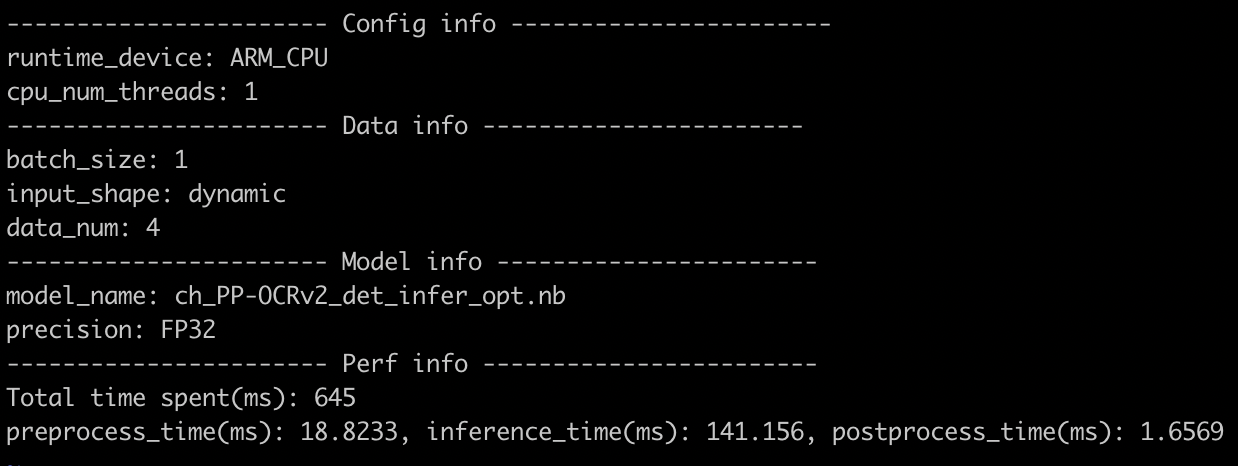 ----------------------- Config info -----------------------
runtime_device: ARM_CPU
cpu_num_threads: 1
----------------------- Data info -----------------------
batch_size: 1
input_shape: dynamic
data_num: 4
----------------------- Model info -----------------------
model_name: ch_PP-OCRv2_det_infer_opt.nb
precision: FP32
----------------------- Perf info ------------------------
Total time spent(ms): 645
preprocess_time(ms): 18.8233, inference_time(ms): 141.156, postprocess_time(ms): 1.6569